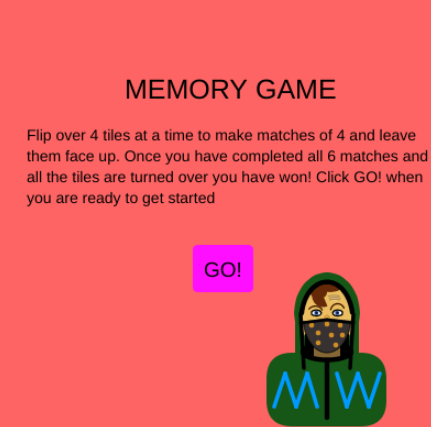 MEMORY GAME
Flip over 4 tiles at a time to make matches of 4 and leave
them face up. Once you have completed all 6 matches and
all the tiles are turned over you have won! Click GO! when
you are ready to get started
GO!
M W